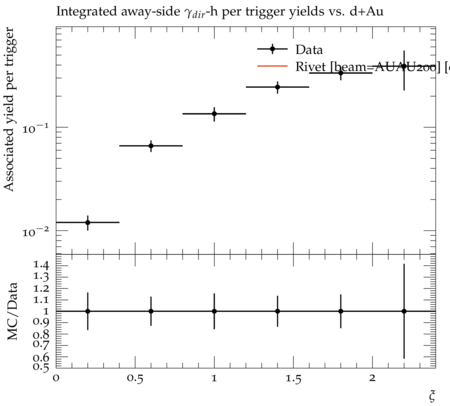 Integrated away-side γdir-h per trigger yields vs. d+Au
Associated yield per trigger
Data
Rivet [beam=AUAU200] [
10−1
10−2
MC/Data
1.4
1.3
1.2
1.1
1
0.9
0.8
0.7
0.6
0.5
0 0.5 1 1.5 2
ξ